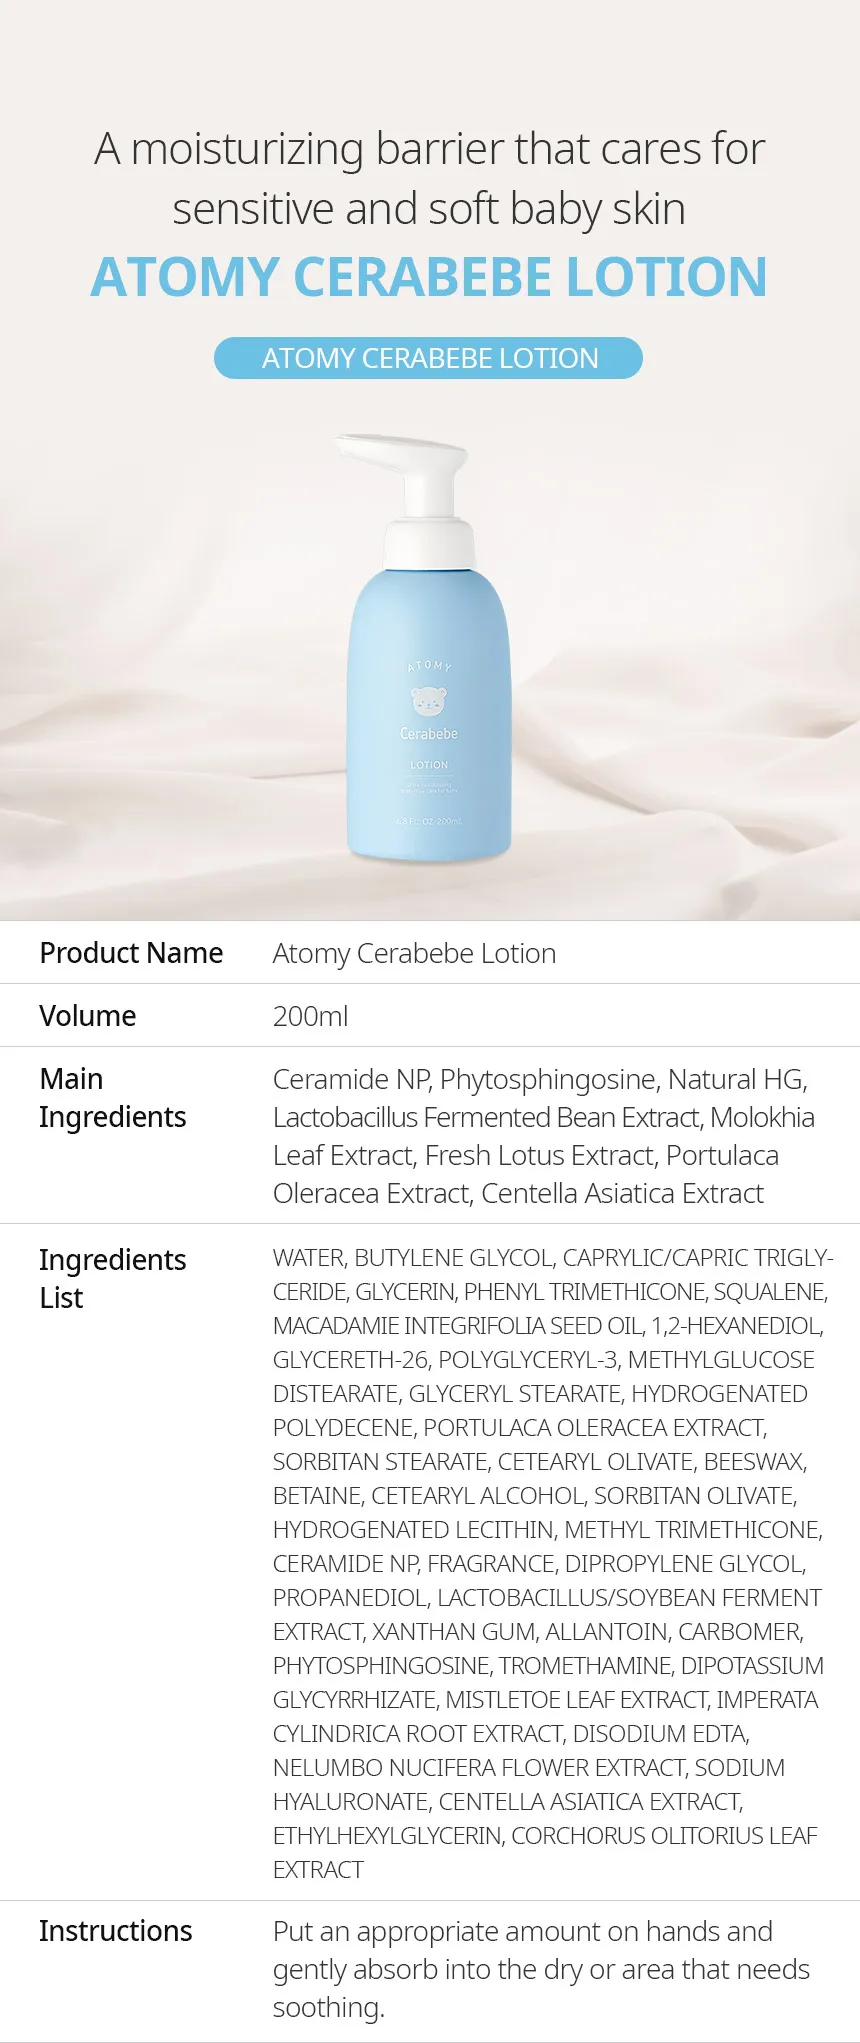 A moisturizing barrier that cares for
sensitive and soft baby skin
ATOMY CERABEBE LOTION
ATOMY CERABEBE LOTION
ATOMY
Cerabebe
LOTION
6.8 FL. OZ. 200mL
Product Name
Atomy Cerabebe Lotion
Volume
200ml
Main
Ingredients
Ceramide NP, Phytosphingosine, Natural HG,
Lactobacillus Fermented Bean Extract, Molokhia
Leaf Extract, Fresh Lotus Extract, Portulaca
Oleracea Extract, Centella Asiatica Extract
Ingredients
List
WATER, BUTYLENE GLYCOL, CAPRYLIC/CAPRIC TRIGLY-
CERIDE, GLYCERIN, PHENYL TRIMETHICONE, SQUALENE,
MACADAMIE INTEGRIFOLIA SEED OIL, 1,2-HEXANEDIOL,
GLYCERETH-26, POLYGLYCERYL-3, METHYLGLUCOSE
DISTEARATE, GLYCERYL STEARATE, HYDROGENATED
POLYDECENE, PORTULACA OLERACEA EXTRACT,
SORBITAN STEARATE, CETEARYL OLIVATE, BEESWAX,
BETAINE, CETEARYL ALCOHOL, SORBITAN OLIVATE,
HYDROGENATED LECITHIN, METHYL TRIMETHICONE,
CERAMIDE NP, FRAGRANCE, DIPROPYLENE GLYCOL,
PROPANEDIOL, LACTOBACILLUS/SOYBEAN FERMENT
EXTRACT, XANTHAN GUM, ALLANTOIN, CARBOMER,
PHYTOSPHINGOSINE, TROMETHAMINE, DIPOTASSIUM
GLYCYRRHIZATE, MISTLETOE LEAF EXTRACT, IMPERATA
CYLINDRICA ROOT EXTRACT, DISODIUM EDTA,
NELUMBO NUCIFERA FLOWER EXTRACT, SODIUM
HYALURONATE, CENTELLA ASIATICA EXTRACT,
ETHYLHEXYLGLYCERIN, CORCHORUS OLITORIUS LEAF
EXTRACT
Instructions
Put an appropriate amount on hands and
gently absorb into the dry or area that needs
soothing.